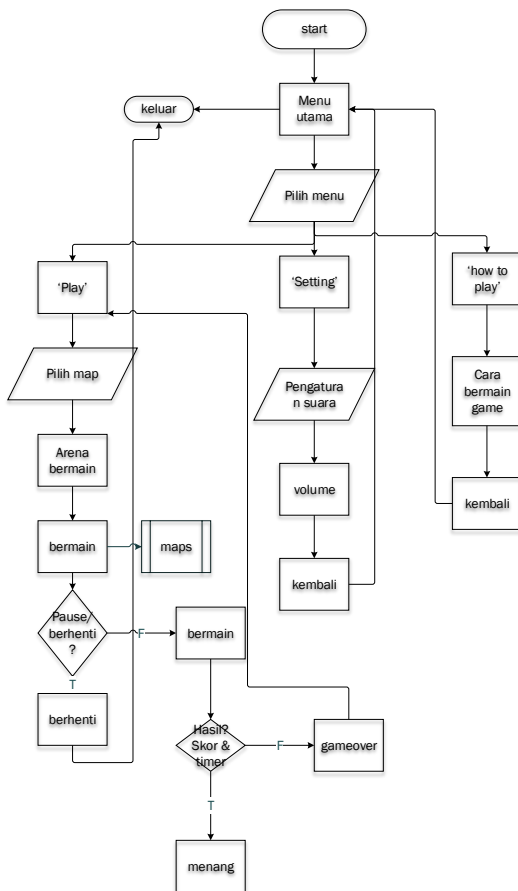 start
keluar
Menu
utama
Pilih menu
'Play'
'Setting'
'how to
play'
Pilih map
Pengatura
n suara
Cara
bermain
game
Arena
bermain
volume
kembali
bermain
maps
kembali
Pause/
berhenti
?
F
bermain
T
berhenti
Hasil?
Skor &
timer
F
gameover
T
menang